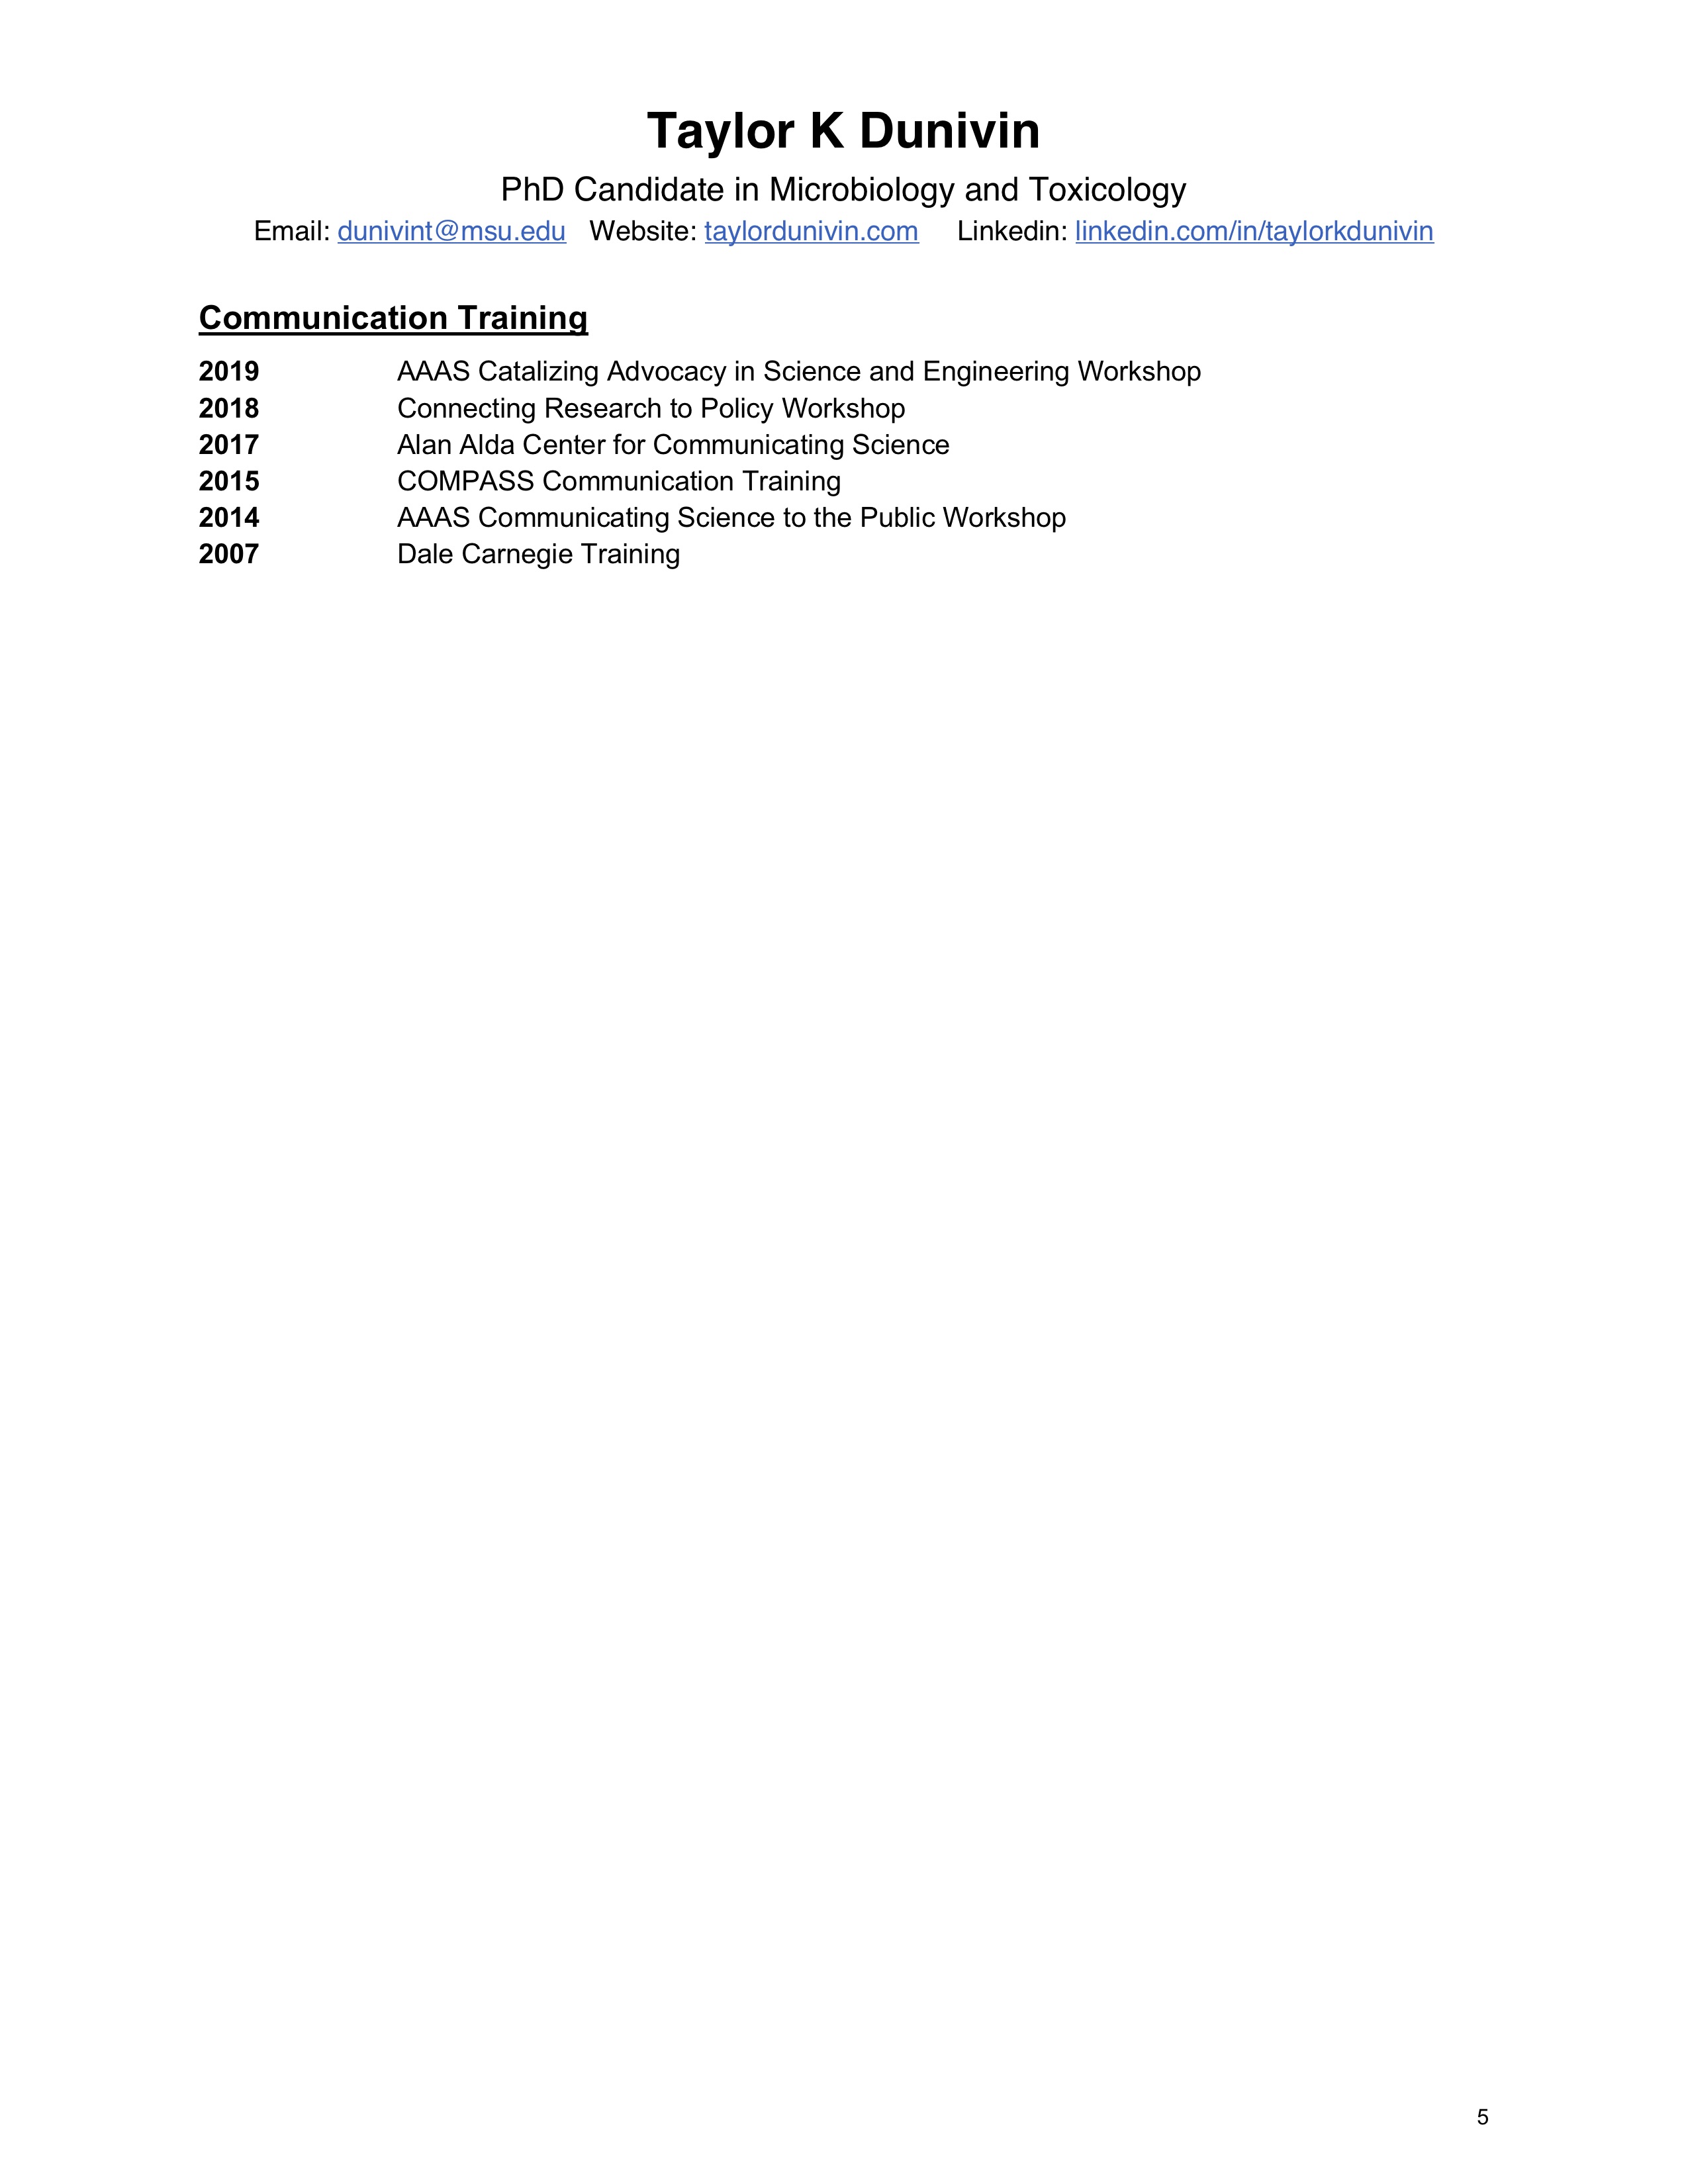 Taylor K Dunivin
PhD Candidate in Microbiology and Toxicology
Email: dunivint@msu.edu Website: taylordunivin.com Linkedin: linkedin.com/in/taylorkdunivin
Communication Training
2019 AAAS Catalizing Advocacy in Science and Engineering Workshop
2018 Connecting Research to Policy Workshop
2017 Alan Alda Center for Communicating Science
2015 COMPASS Communication Training
2014 AAAS Communicating Science to the Public Workshop
2007 Dale Carnegie Training
5